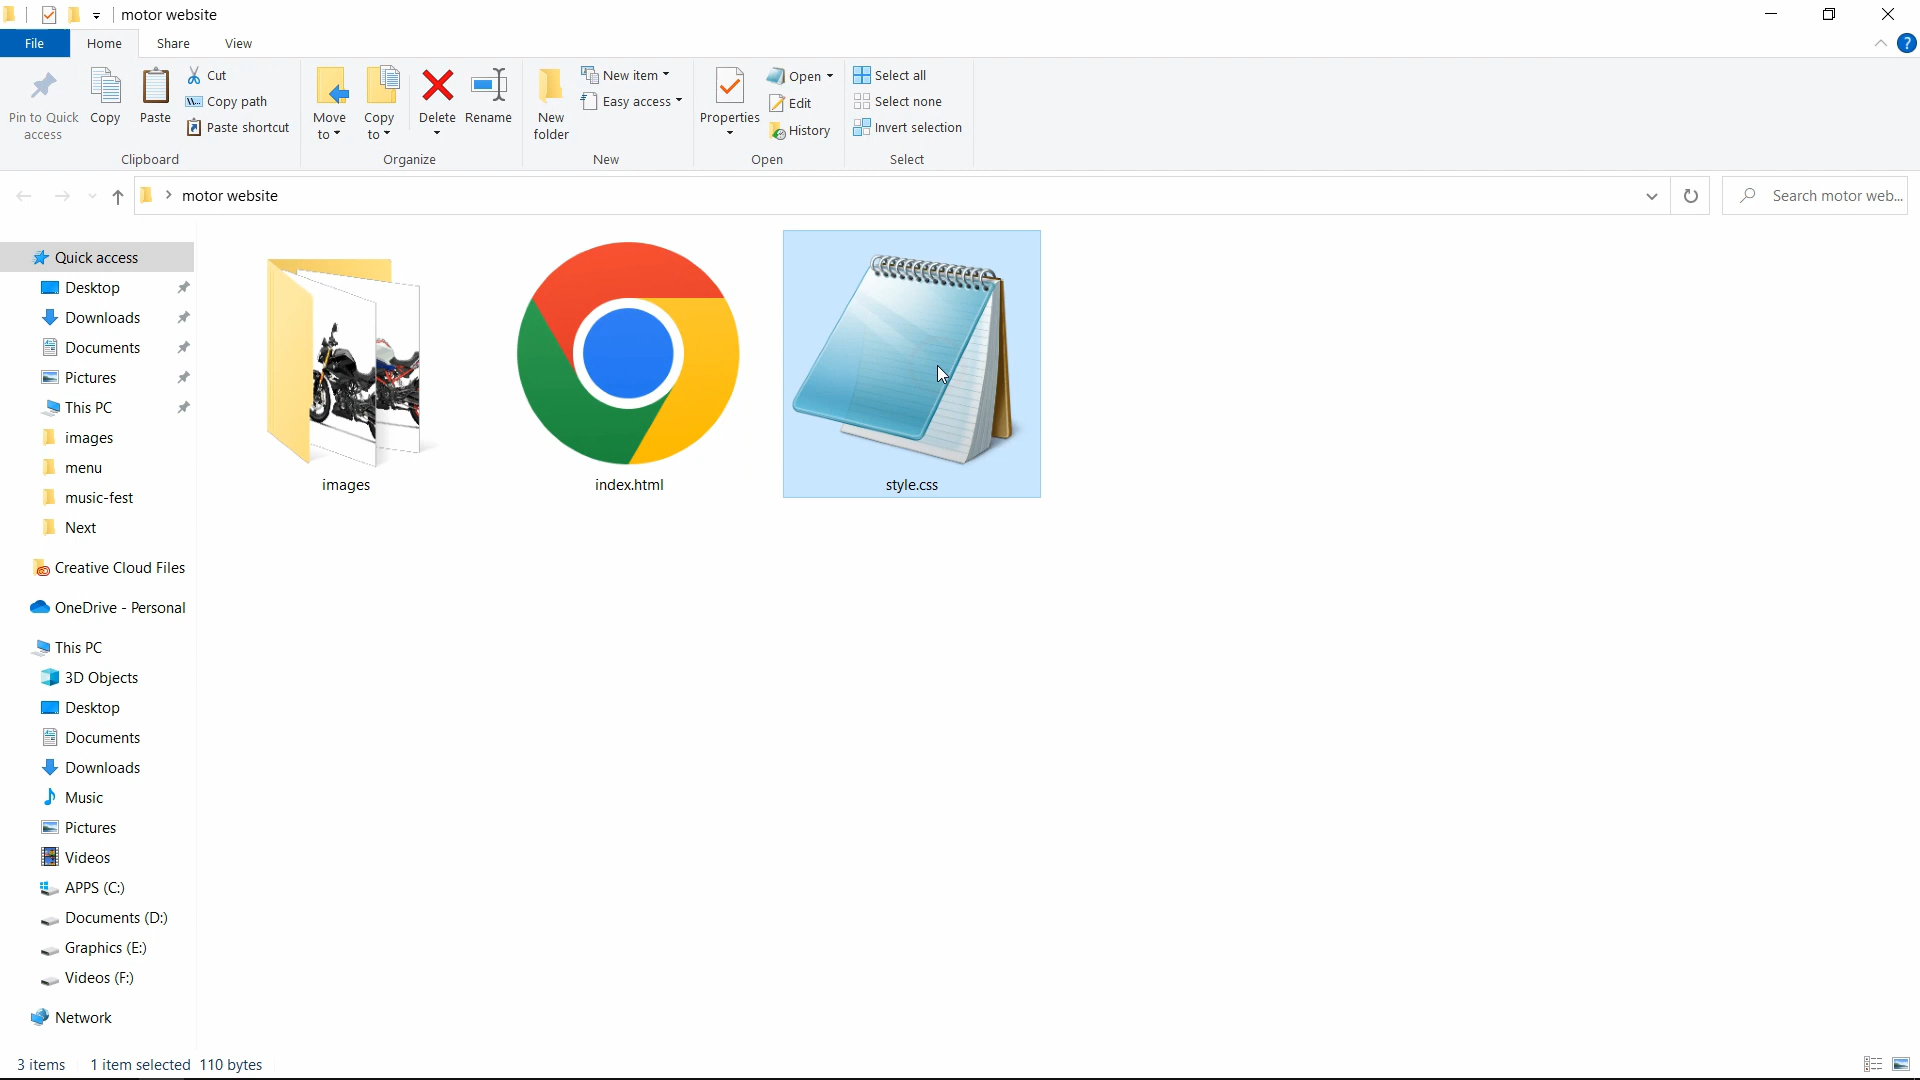 motor website
File
Home
Share
View
Pin to Quick
access
Copy
Paste
Cut
Copy path
Paste shortcut
Clipboard
Move
to
Copy
to
Delete
Rename
Organize
New
folder
New item
Easy access
New
Properties
Open
Edit
History
Open
Select all
Select none
Invert selection
Select
motor website
Search motor web...
Quick access
Desktop
Downloads
Documents
Pictures
This PC
images
menu
music-fest
Next
Creative Cloud Files
OneDrive - Personal
This PC
3D Objects
Desktop
Documents
Downloads
Music
Pictures
Videos
APPS (C:)
Documents (D:)
Graphics (E:)
Videos (F:)
Network
images
index.html
style.css
3 items
1 item selected 110 bytes